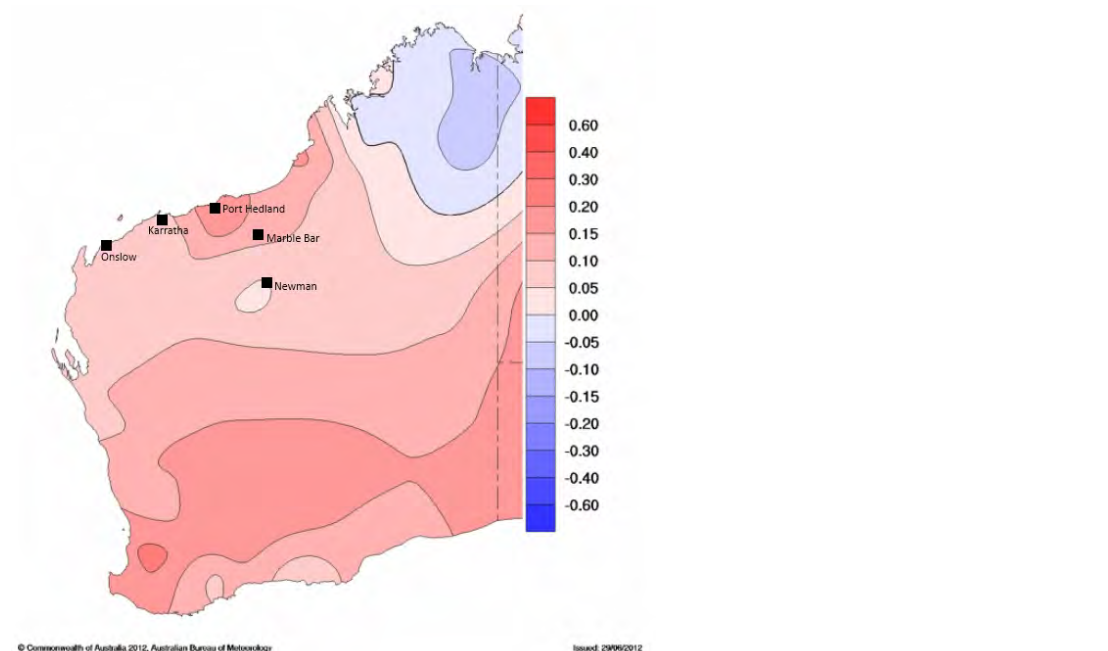 0.60
0.40
0.30
0.20
Port Hedland
0.15
Karratha
Marble Bar
Onslow
0.10
0.05
Newman
0.00
-0.05
-0.10
-0.15
-0.20
-0.30
-0.40
-0.60
© Commonwealth of Australia 2012, Australian Bureau of Meteorology
Issued: 29/06/2012